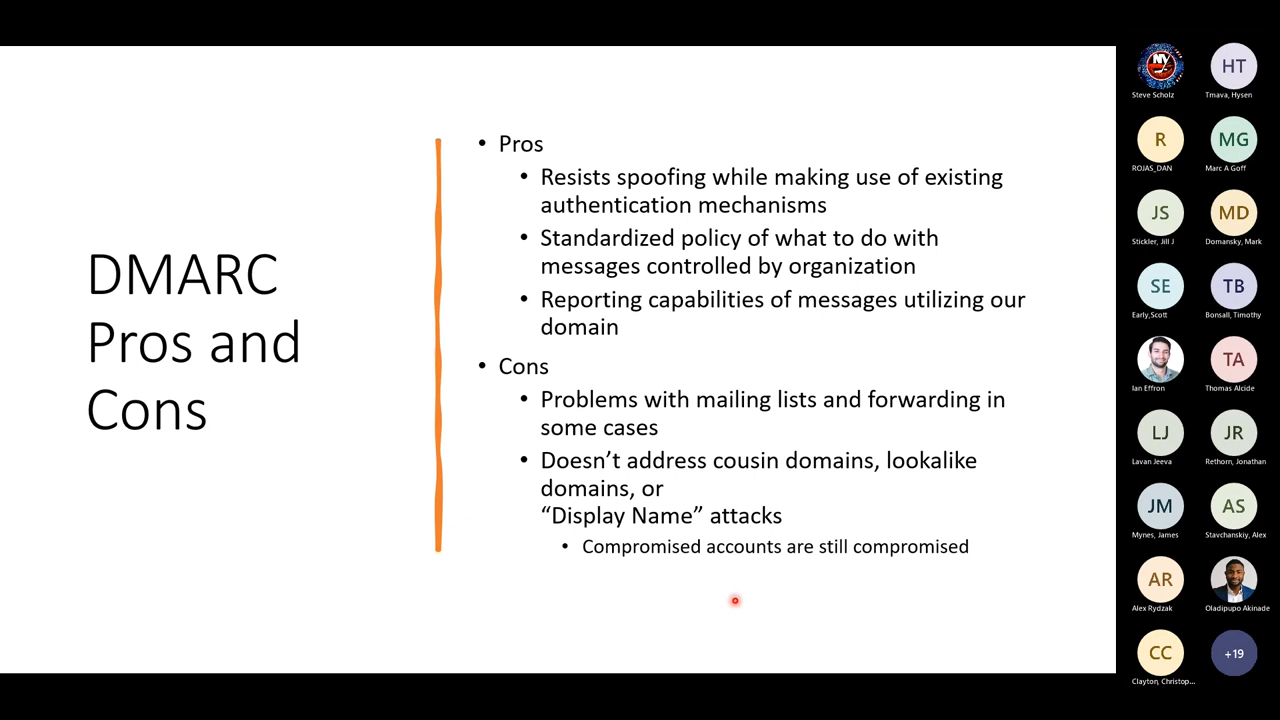 DMARC
Pros and
Cons
• Pros
• Resists spoofing while making use of existing
authentication mechanisms
• Standardized policy of what to do with
messages controlled by organization
• Reporting capabilities of messages utilizing our
domain
• Cons
• Problems with mailing lists and forwarding in
some cases
• Doesn’t address cousin domains, lookalike
domains, or
“Display Name” attacks
• Compromised accounts are still compromised
NY
Steve Scholz
HT
Tmava, Hysen
R
ROJAS_DAN
MG
Marc A Goff
JS
Stickler, Jill J
MD
Domansky, Mark
SE
Early,Scott
TB
Bonsall, Timothy
Ian Effron
TA
Thomas Alcide
LJ
Lavan Jeeva
JR
Rethorn, Jonathan
JM
Mynes, James
AS
Stavchanskiy, Alex
AR
Alex Rydzak
Oladipupo Akinade
CC
Clayton, Christop...
+19